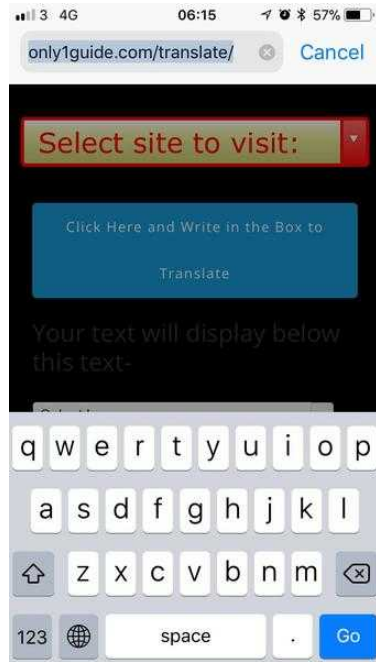 3 4G 06:15 57%
only1guide.com/translate/ Cancel
Select site to visit:
Click Here and Write in the Box to
Translate
Your text will display below
this text-
q w e r t y u i o p
a s d f g h j k l
z x c v b n m
123 space . Go